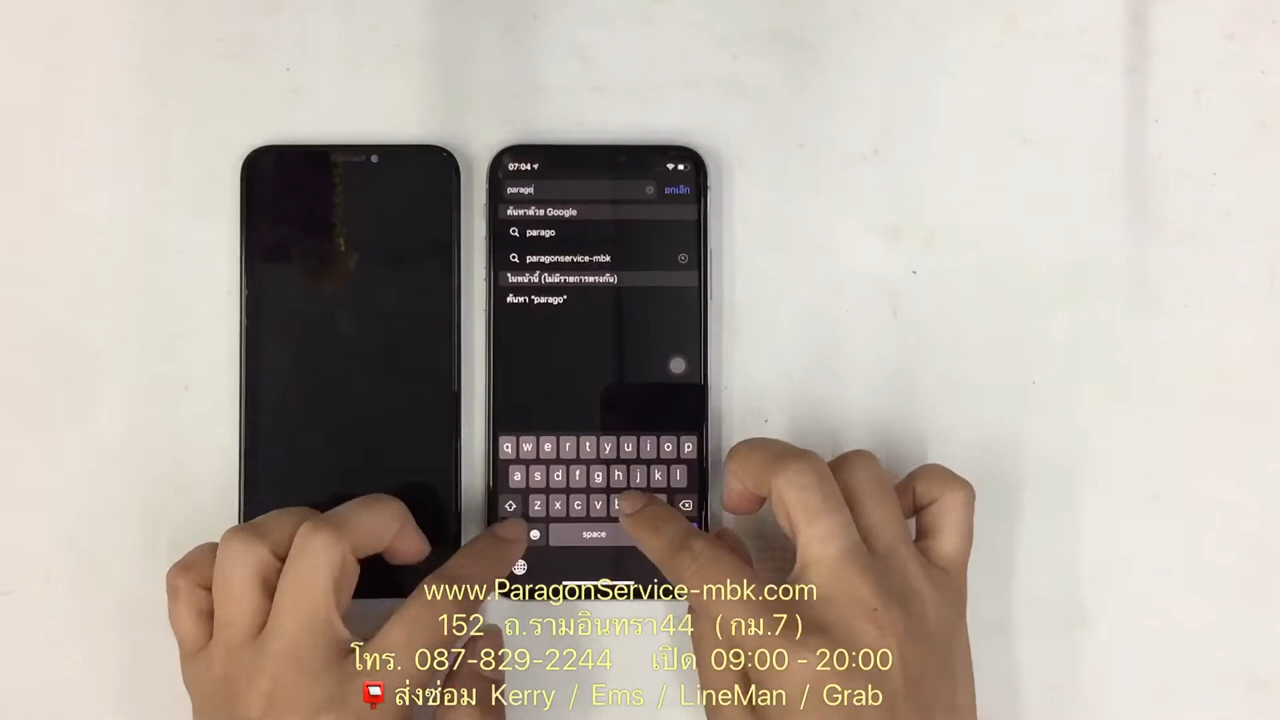 07:04
parago
ยกเลิก
ค้นหาด้วย Google
parago
paragonservice-mbk
ในหน้านี้ (ไม่มีรายการตรงกัน)
ค้นหา "parago"
q w e r t y u i o p
a s d f g h j k l
z x c v b
space
www.ParagonService-mbk.com
152 ถ.รามอินทรา44 (กม.7)
โทร. 087-829-2244 เปิด 09:00 - 20:00
ส่งซ่อม Kerry / Ems / LineMan / Grab